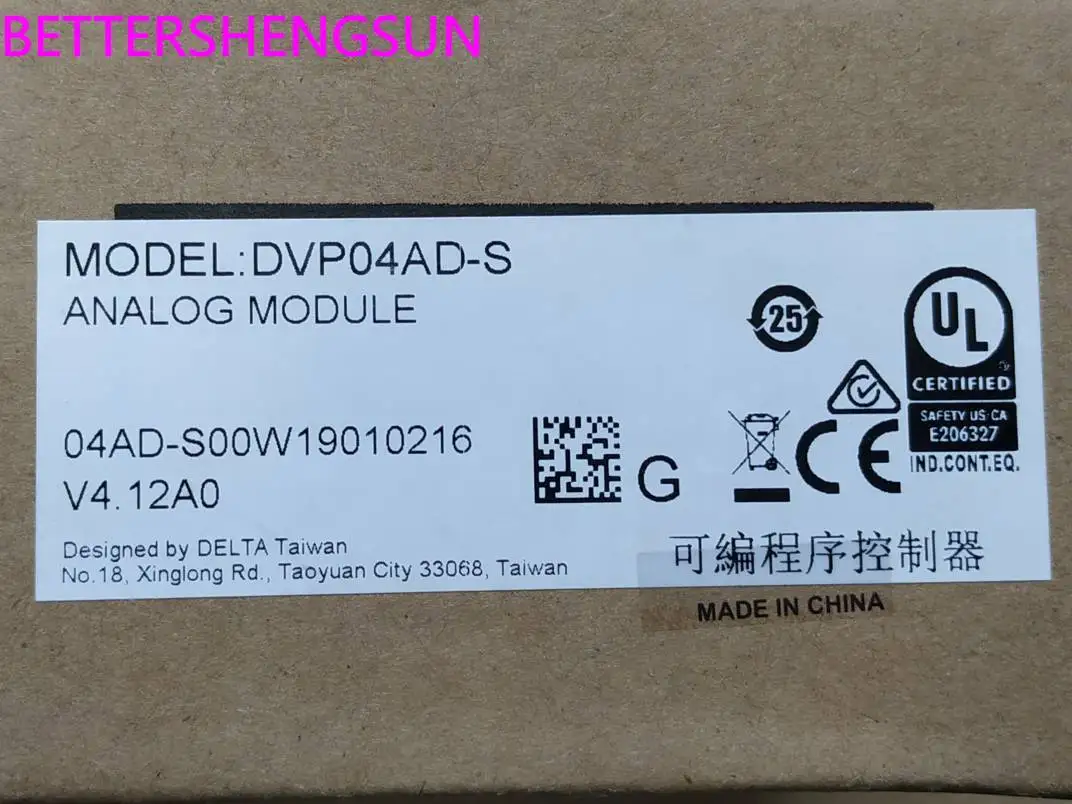 BETTERSHENGSUN
MODEL:DVP04AD-S
ANALOG MODULE
25
UL
CERTIFIED
SAFETY US CA
E206327
IND.CONT.EQ.
04AD-S00W19010216
V4.12A0
G
CE
Designed by DELTA Taiwan
No.18, Xinglong Rd., Taoyuan City 33068, Taiwan
可編程序控制器
MADE IN CHINA